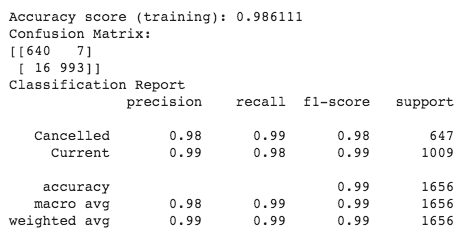 Accuracy score (training): 0.986111
Confusion Matrix:
[[640   7]
 [ 16 993]]
Classification Report
              precision    recall  f1-score   support

   Cancelled       0.98      0.99      0.98       647
     Current       0.99      0.98      0.99      1009

    accuracy                           0.99      1656
   macro avg       0.98      0.99      0.99      1656
weighted avg       0.99      0.99      0.99      1656